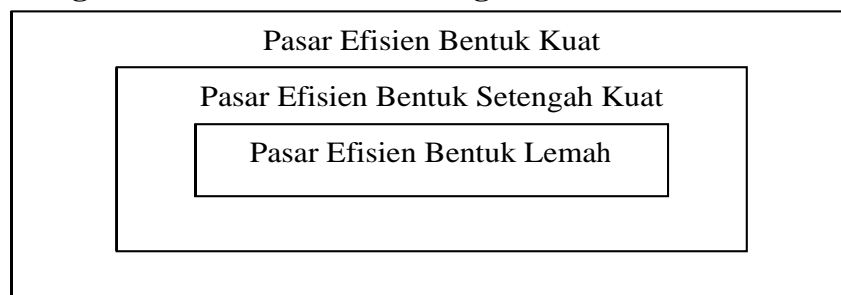 Pasar Efisien Bentuk Kuat
Pasar Efisien Bentuk Setengah Kuat
Pasar Efisien Bentuk Lemah